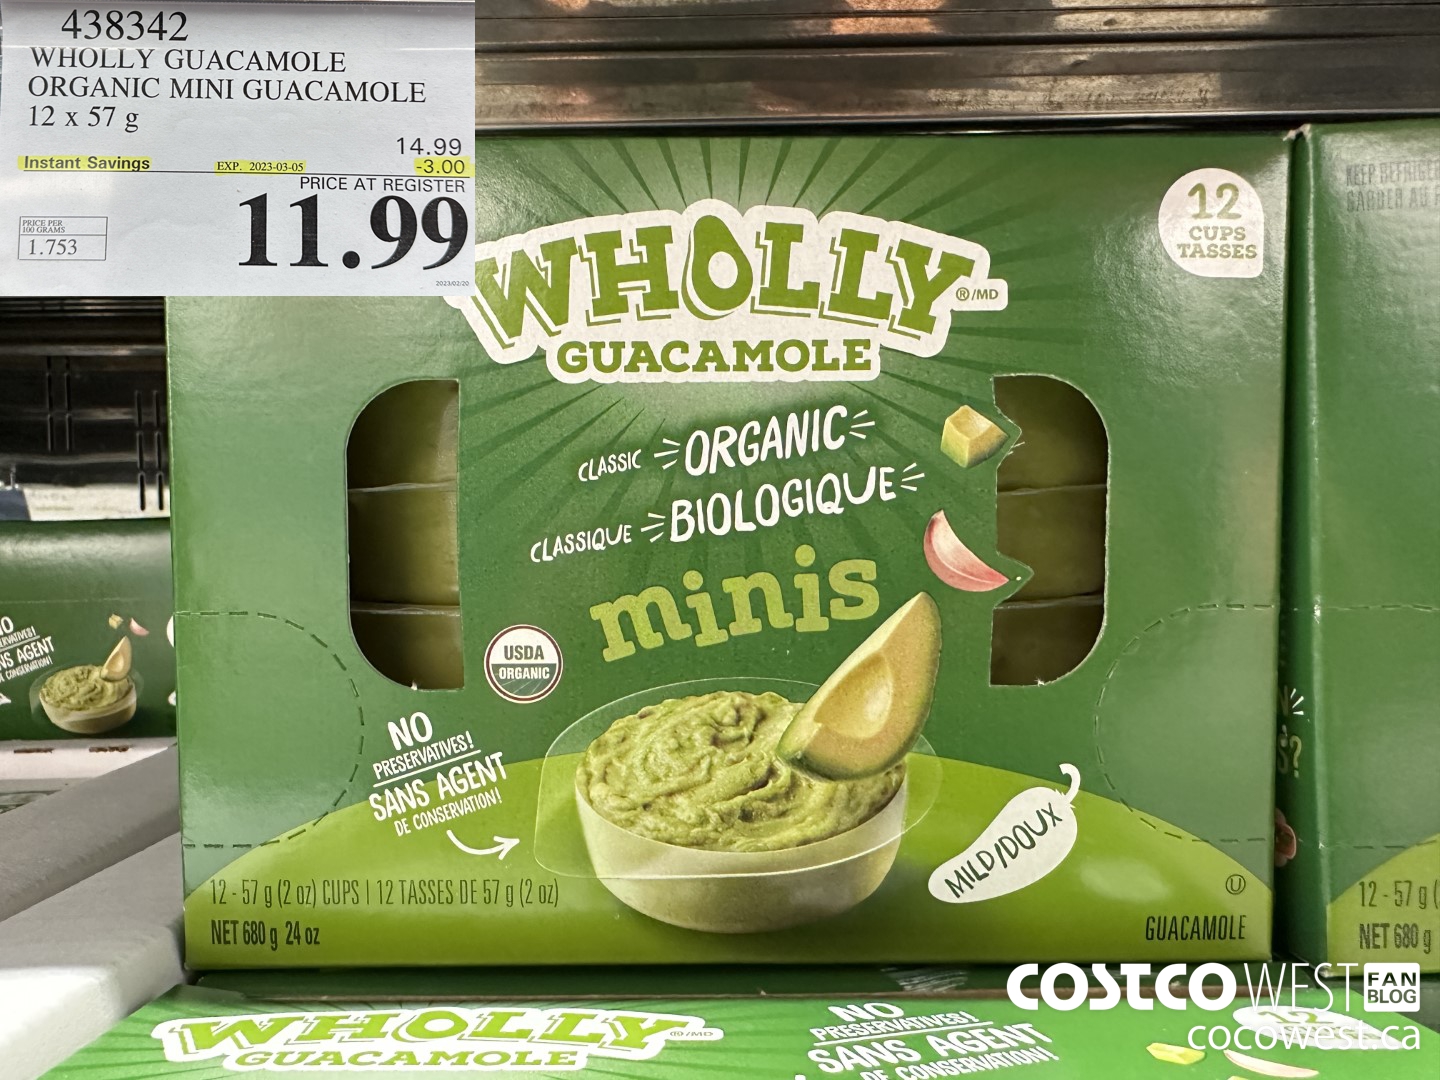 438342
WHOLLY GUACAMOLE
ORGANIC MINI GUACAMOLE
12 x 57 g
14.99
Instant Savings EXP. 2023-03-05 -3.00
PRICE AT REGISTER
11.99
PRICE PER
100 GRAMS
1.753
2023/02/20
12
CUPS
TASSES
WHOLLY ®/MD
GUACAMOLE
CLASSIC ORGANIC
CLASSIQUE BIOLOGIQUE
minis
USDA
ORGANIC
NO
PRESERVATIVES!
SANS AGENT
DE CONSERVATION!
MILD/DOUX
12 - 57 g (2 oz) CUPS | 12 TASSES DE 57 g (2 oz)
NET 680 g 24 oz
U
GUACAMOLE
12 - 57 g (
NET 680 g
WHOLLY ®/MD
GUACAMOLE
NO
PRESERVATIVES!
SANS AGENT
DE CONSERVATION!
COSTCO WEST FAN
BLOG
cocowest.ca